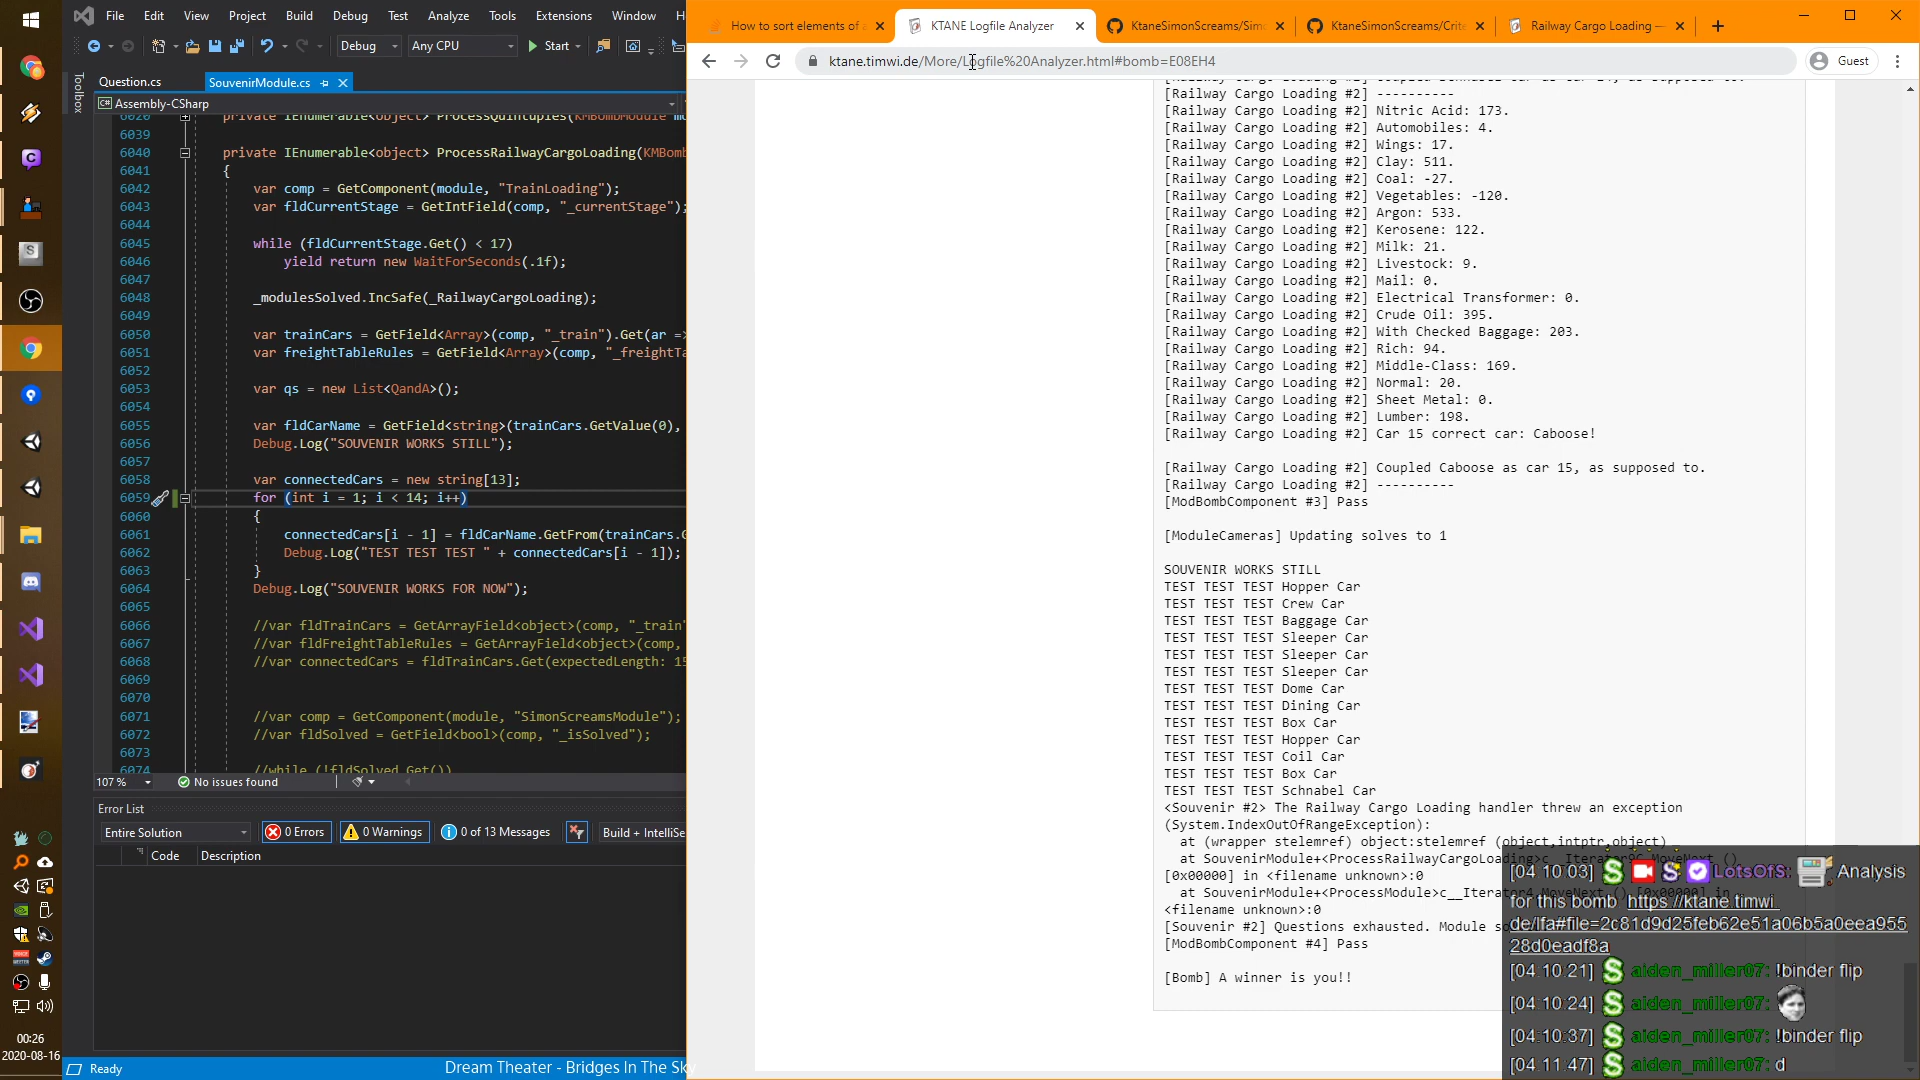 File Edit View Project Build Debug Test Analyze Tools Extensions Window H
Debug Any CPU Start
Question.cs SouvenirModule.cs
Toolbox
C# Assembly-CSharp
6039
6040 private IEnumerable<object> ProcessRailwayCargoLoading(KMBomb
6041 {
6042 var comp = GetComponent(module, "TrainLoading");
6043 var fldCurrentStage = GetIntField(comp, "_currentStage");
6044
6045 while (fldCurrentStage.Get() < 17)
6046 yield return new WaitForSeconds(.1f);
6047
6048 _modulesSolved.IncSafe(_RailwayCargoLoading);
6049
6050 var trainCars = GetField<Array>(comp, "_train").Get(ar =>
6051 var freightTableRules = GetField<Array>(comp, "_freightTa
6052
6053 var qs = new List<QandA>();
6054
6055 var fldCarName = GetField<string>(trainCars.GetValue(0),
6056 Debug.Log("SOUVENIR WORKS STILL");
6057
6058 var connectedCars = new string[13];
6059 for (int i = 1; i < 14; i++)
6060 {
6061 connectedCars[i - 1] = fldCarName.GetFrom(trainCars.G
6062 Debug.Log("TEST TEST TEST " + connectedCars[i - 1]);
6063 }
6064 Debug.Log("SOUVENIR WORKS FOR NOW");
6065
6066 //var fldTrainCars = GetArrayField<object>(comp, "_train"
6067 //var fldFreightTableRules = GetArrayField<object>(comp,
6068 //var connectedCars = fldTrainCars.Get(expectedLength: 15
6069
6070
6071 //var comp = GetComponent(module, "SimonScreamsModule");
6072 //var fldSolved = GetField<bool>(comp, "_isSolved");
6073
6074 //while (!fldSolved.Get())
107 % No issues found
Error List
Entire Solution 0 Errors 0 Warnings 0 of 13 Messages Build + IntelliSe
Code Description
Ready Dream Theater - Bridges In The Sk
00:26
2020-08-16
How to sort elements of a KTANE Logfile Analyzer KtaneSimonScreams/Sim KtaneSimonScreams/Crite Railway Cargo Loading —
ktane.timwi.de/More/Logfile%20Analyzer.html#bomb=E08EH4 Guest
[Railway Cargo Loading #2] ----------
[Railway Cargo Loading #2] Nitric Acid: 173.
[Railway Cargo Loading #2] Automobiles: 4.
[Railway Cargo Loading #2] Wings: 17.
[Railway Cargo Loading #2] Clay: 511.
[Railway Cargo Loading #2] Coal: -27.
[Railway Cargo Loading #2] Vegetables: -120.
[Railway Cargo Loading #2] Argon: 533.
[Railway Cargo Loading #2] Kerosene: 122.
[Railway Cargo Loading #2] Milk: 21.
[Railway Cargo Loading #2] Livestock: 9.
[Railway Cargo Loading #2] Mail: 0.
[Railway Cargo Loading #2] Electrical Transformer: 0.
[Railway Cargo Loading #2] Crude Oil: 395.
[Railway Cargo Loading #2] With Checked Baggage: 203.
[Railway Cargo Loading #2] Rich: 94.
[Railway Cargo Loading #2] Middle-Class: 169.
[Railway Cargo Loading #2] Normal: 20.
[Railway Cargo Loading #2] Sheet Metal: 0.
[Railway Cargo Loading #2] Lumber: 198.
[Railway Cargo Loading #2] Car 15 correct car: Caboose!
[Railway Cargo Loading #2] Coupled Caboose as car 15, as supposed to.
[Railway Cargo Loading #2] ----------
[ModBombComponent #3] Pass
[ModuleCameras] Updating solves to 1
SOUVENIR WORKS STILL
TEST TEST TEST Hopper Car
TEST TEST TEST Crew Car
TEST TEST TEST Baggage Car
TEST TEST TEST Sleeper Car
TEST TEST TEST Sleeper Car
TEST TEST TEST Sleeper Car
TEST TEST TEST Dome Car
TEST TEST TEST Dining Car
TEST TEST TEST Box Car
TEST TEST TEST Hopper Car
TEST TEST TEST Coil Car
TEST TEST TEST Box Car
TEST TEST TEST Schnabel Car
<Souvenir #2> The Railway Cargo Loading handler threw an exception
(System.IndexOutOfRangeException):
at (wrapper stelemref) object:stelemref (object,intptr,object)
at SouvenirModule+<ProcessRailwayCargoLoading>c__Iterator9C.MoveNext ()
[0x00000] in <filename unknown>:0
at SouvenirModule+<ProcessModule>c__Iterator4.MoveNext () [0x00000] in
<filename unknown>:0
[Souvenir #2] Questions exhausted. Module
[ModBombComponent #4] Pass
[Bomb] A winner is you!!
[04:10:03] LotsOfS: Analysis
for this bomb https://ktane.timwi.
de/lfa#file=2c81d9d25feb62e51a06b5a0eea955
28d0eadf8a
[04:10:21] aiden_miller07: !binder flip
[04:10:24] aiden_miller07:
[04:10:37] aiden_miller07: !binder flip
[04:11:47] aiden_miller07: d